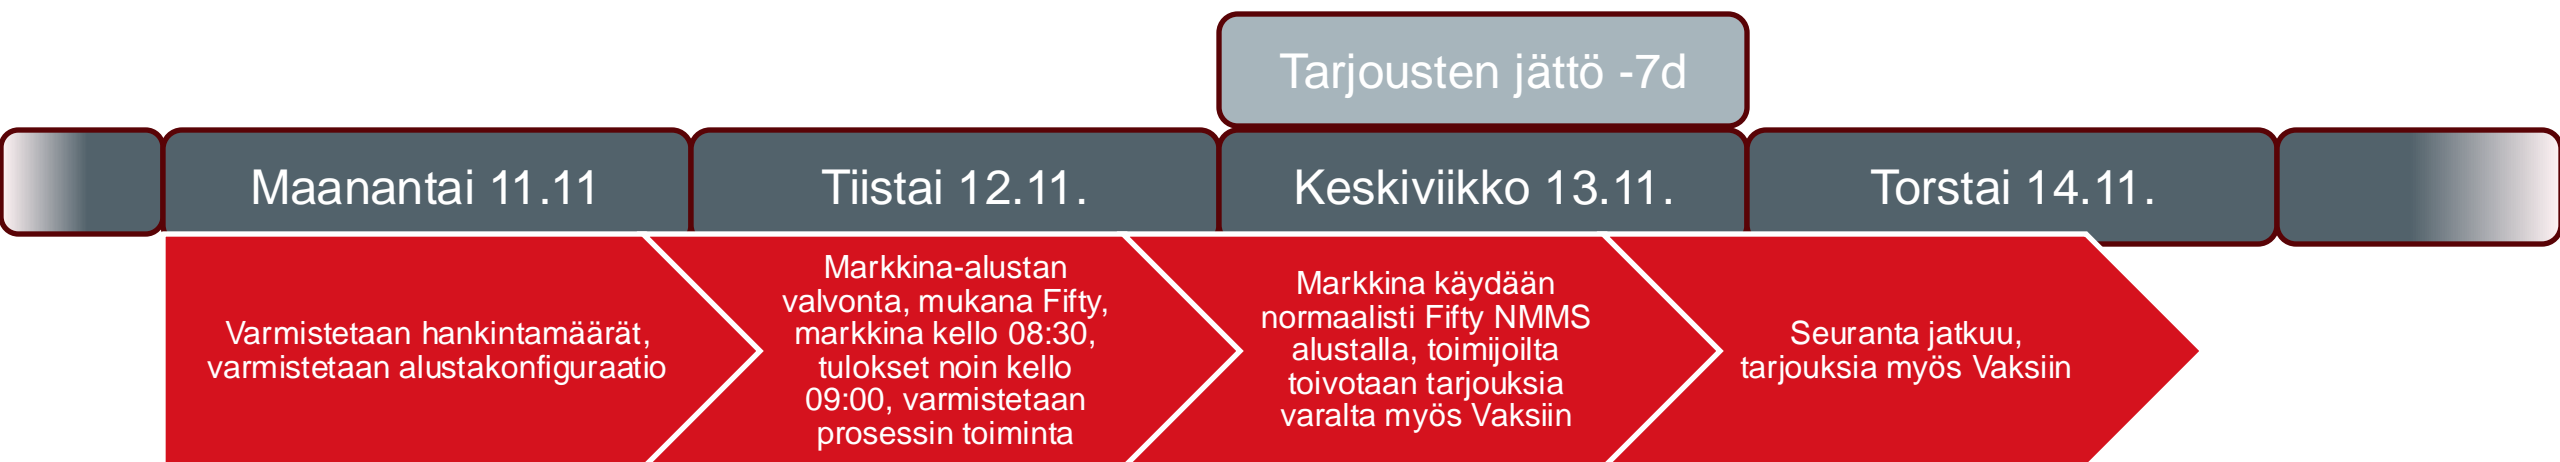 Tarjousten jättö -7d
Maanantai 11.11
Tiistai 12.11.
Keskiviikko 13.11.
Torstai 14.11.
Varmistetaan hankintamäärät,
varmistetaan alustakonfiguraatio
Markkina-alustan
valvonta, mukana Fifty,
markkina kello 08:30,
tulokset noin kello
09:00, varmistetaan
prosessin toiminta
Markkina käydään
normaalisti Fifty NMMS
alustalla, toimijoilta
toivotaan tarjouksia
varalta myös Vaksiin
Seuranta jatkuu,
tarjouksia myös Vaksiin